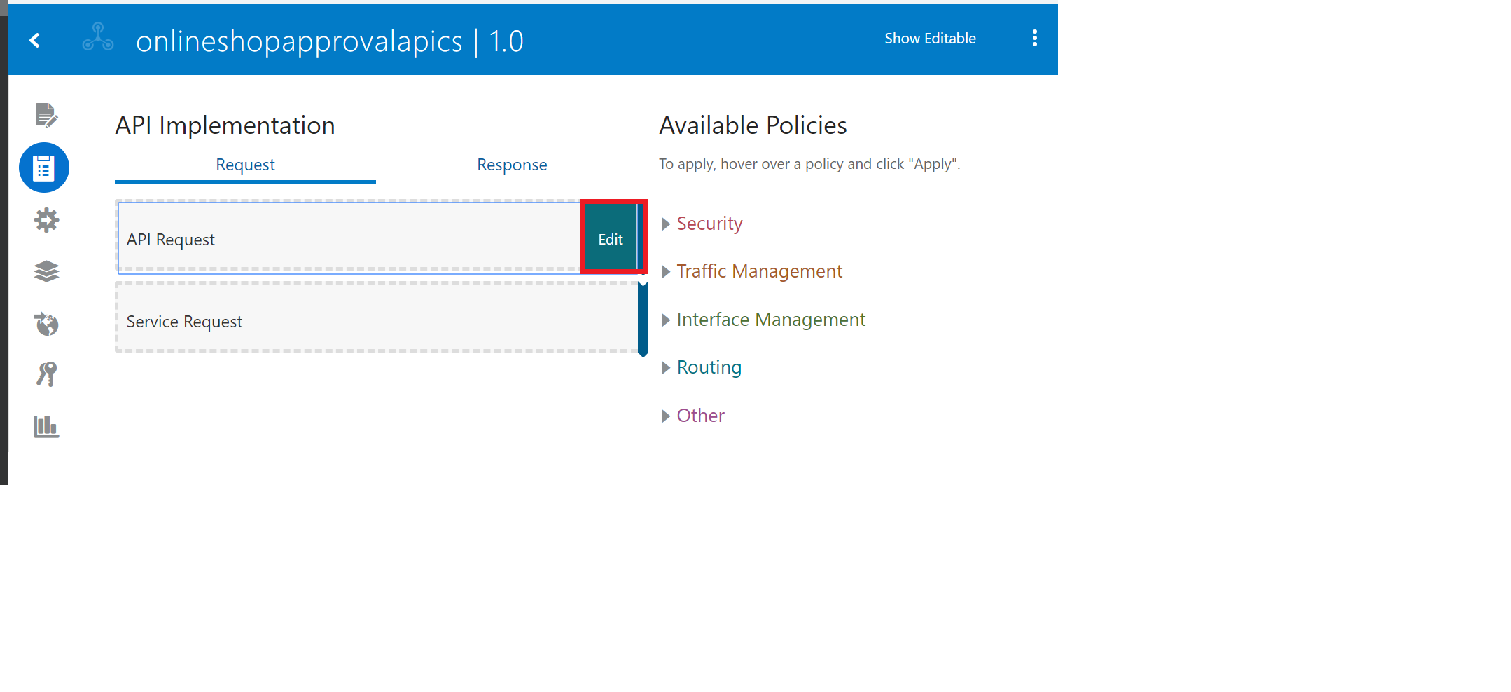 onlineshopapprovalapics | 1.0
Show Editable
API Implementation
Request
Response
API Request
Edit
Service Request
Available Policies
To apply, hover over a policy and click "Apply".
Security
Traffic Management
Interface Management
Routing
Other